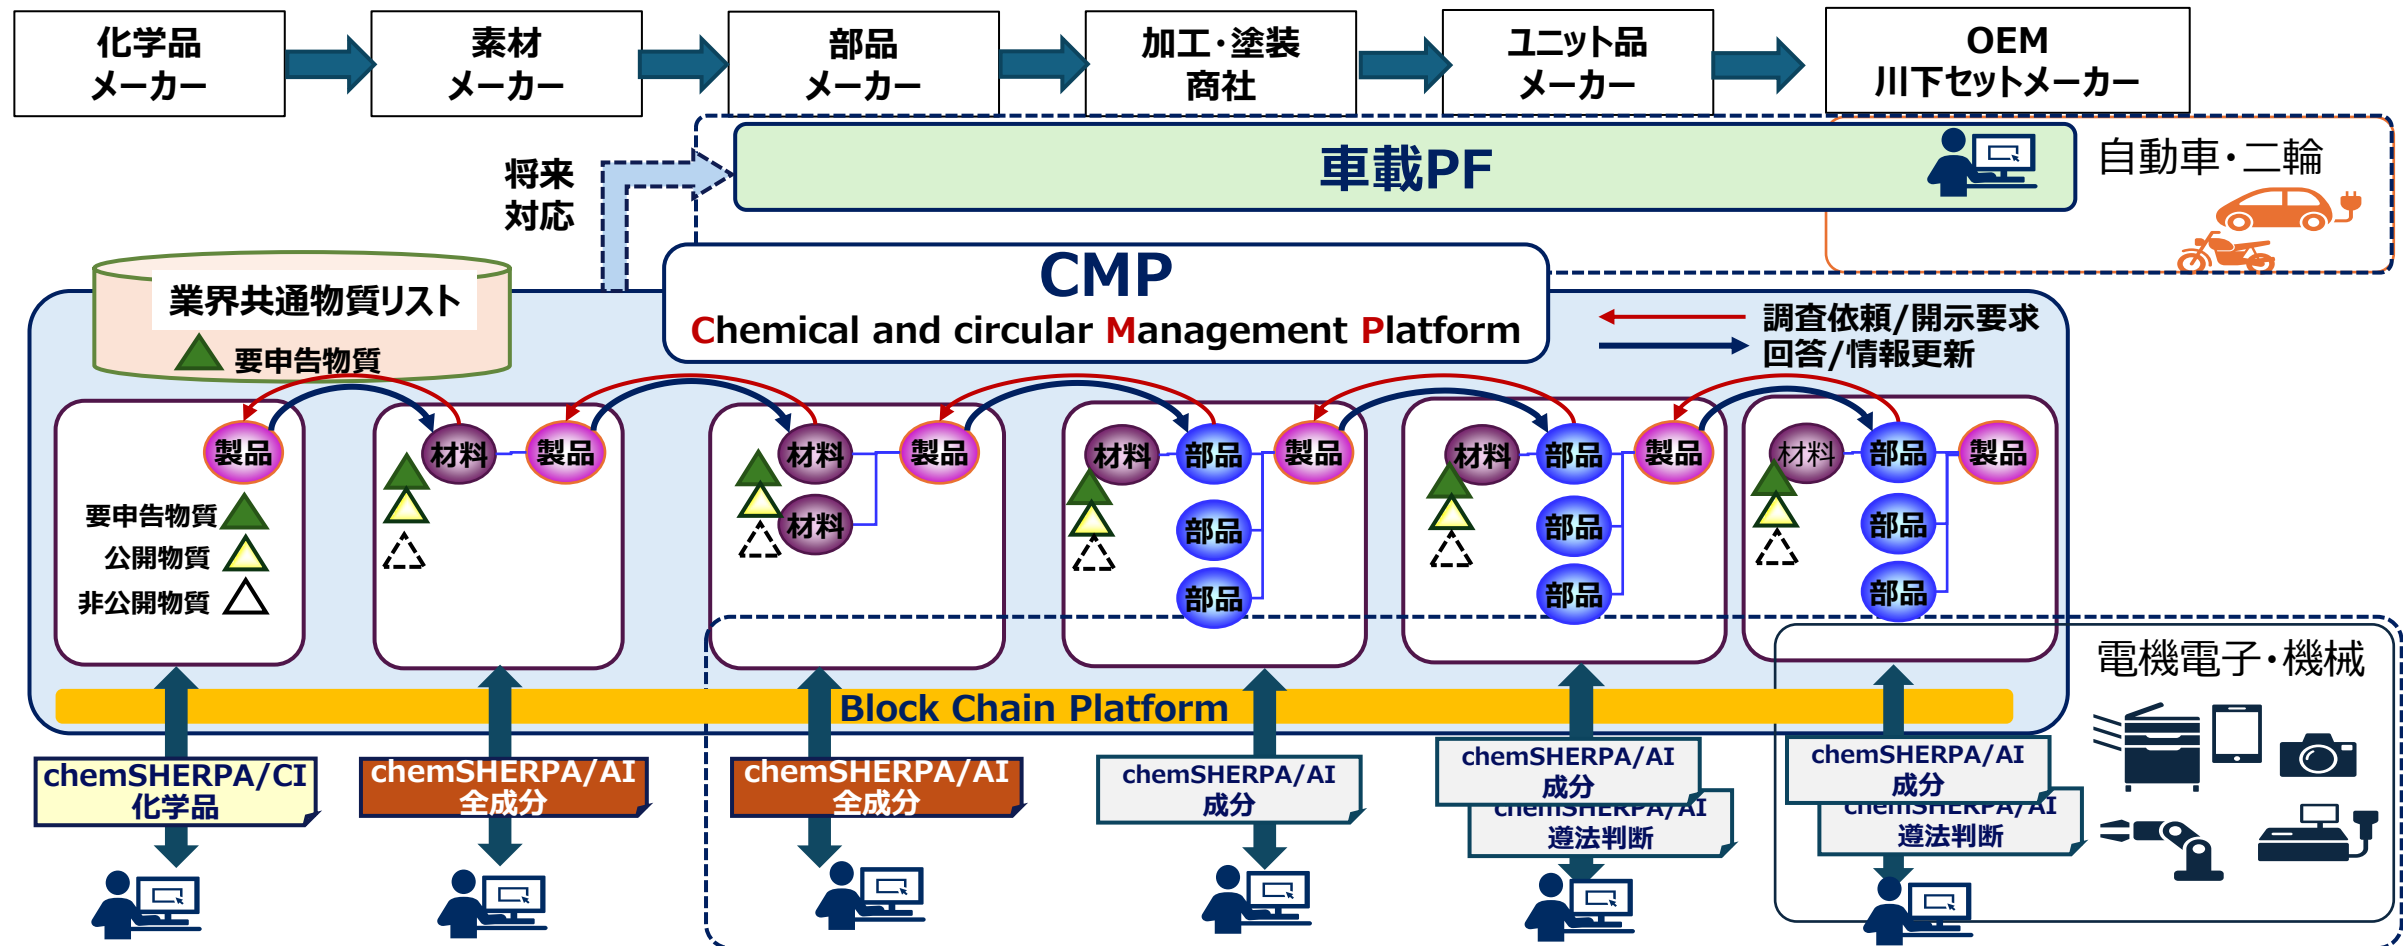 化学品
メーカー
素材
メーカー
部品
メーカー
加工・塗装
商社
ユニット品
メーカー
OEM
川下セットメーカー
将来
対応
車載PF
自動車・二輪
業界共通物質リスト
要申告物質
CMP
Chemical and circular Management Platform
調査依頼/開示要求
回答/情報更新
製品
要申告物質
公開物質
非公開物質
材料
製品
材料
材料
製品
材料
部品
部品
部品
製品
材料
部品
部品
部品
製品
材料
部品
部品
部品
製品
電機電子・機械
Block Chain Platform
chemSHERPA/CI
化学品
chemSHERPA/AI
全成分
chemSHERPA/AI
全成分
chemSHERPA/AI
成分
chemSHERPA/AI
成分
chemSHERPA/AI
遵法判断
chemSHERPA/AI
成分
chemSHERPA/AI
遵法判断